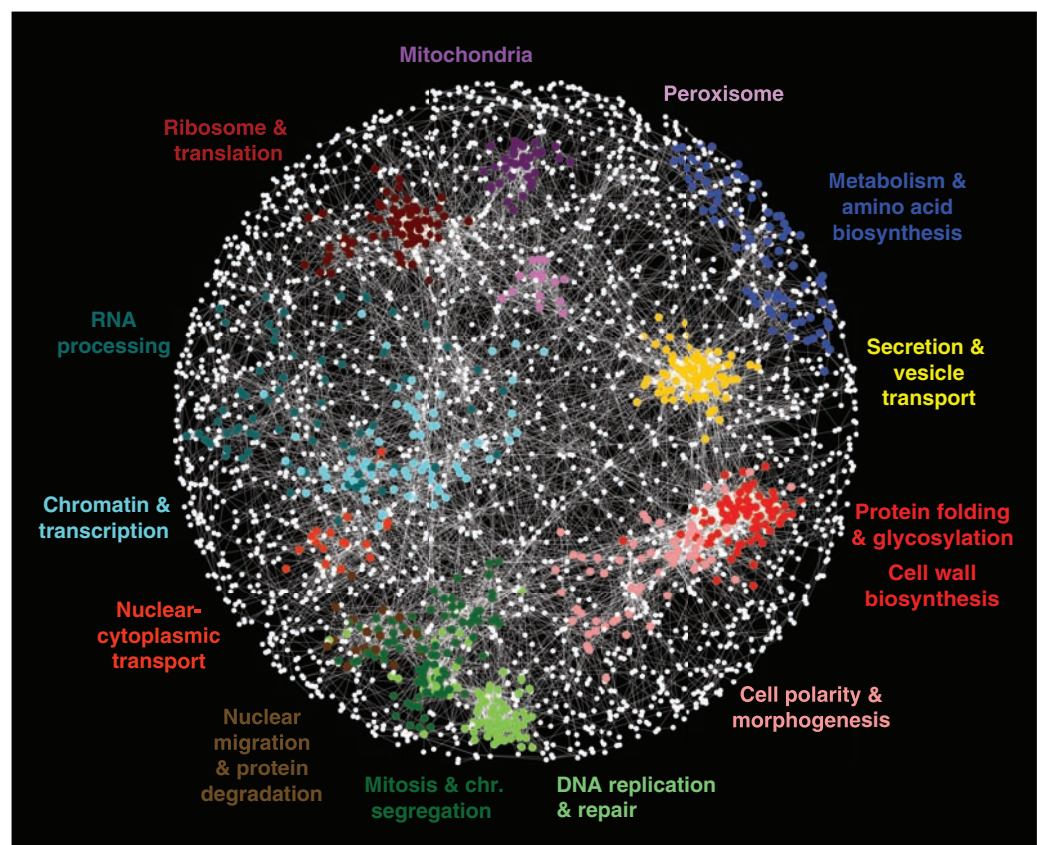 Mitochondria
Peroxisome
Ribosome &
translation
Metabolism &
amino acid
biosynthesis
RNA
processing
Secretion &
vesicle
transport
Chromatin &
transcription
Protein folding
& glycosylation
Cell wall
biosynthesis
Nuclear-
cytoplasmic
transport
Cell polarity &
morphogenesis
Nuclear
migration
& protein
degradation
Mitosis & chr.
segregation
DNA replication
& repair